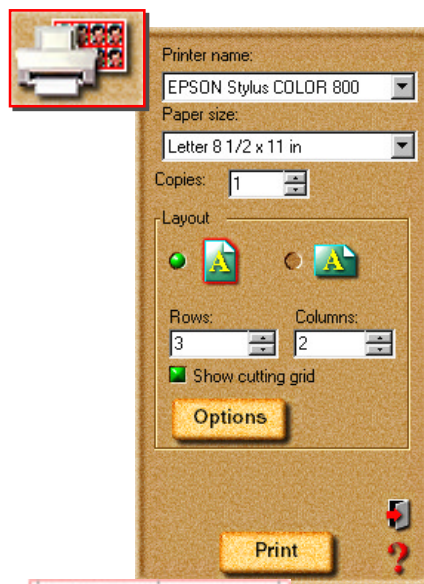 Printer name:
EPSON Stylus COLOR 800
Paper size:
Letter 8 1/2 x 11 in
Copies: 1
Layout
A A
Rows: Columns:
3 2
Show cutting grid
Options
Print
?